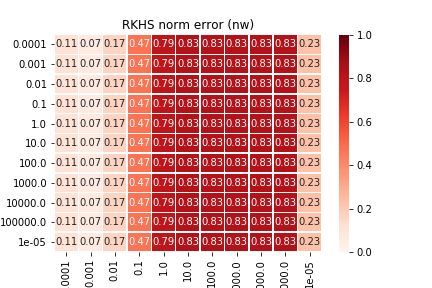 RKHS norm error (nw)
0.0001 0.11 0.07 0.17 0.47 0.79 0.83 0.83 0.83 0.83 0.83 0.23
0.001 0.11 0.07 0.17 0.47 0.79 0.83 0.83 0.83 0.83 0.83 0.23
0.01 0.11 0.07 0.17 0.47 0.79 0.83 0.83 0.83 0.83 0.83 0.23
0.1 0.11 0.07 0.17 0.47 0.79 0.83 0.83 0.83 0.83 0.83 0.23
1.0 0.11 0.07 0.17 0.47 0.79 0.83 0.83 0.83 0.83 0.83 0.23
10.0 0.11 0.07 0.17 0.47 0.79 0.83 0.83 0.83 0.83 0.83 0.23
100.0 0.11 0.07 0.17 0.47 0.79 0.83 0.83 0.83 0.83 0.83 0.23
1000.0 0.11 0.07 0.17 0.47 0.79 0.83 0.83 0.83 0.83 0.83 0.23
10000.0 0.11 0.07 0.17 0.47 0.79 0.83 0.83 0.83 0.83 0.83 0.23
100000.0 0.11 0.07 0.17 0.47 0.79 0.83 0.83 0.83 0.83 0.83 0.23
1e-05 0.11 0.07 0.17 0.47 0.79 0.83 0.83 0.83 0.83 0.83 0.23
.0001 0.001 0.01 0.1 1.0 10.0 100.0 000.0 000.0 000.0 1e-05
1.0
0.8
0.6
0.4
0.2
0.0